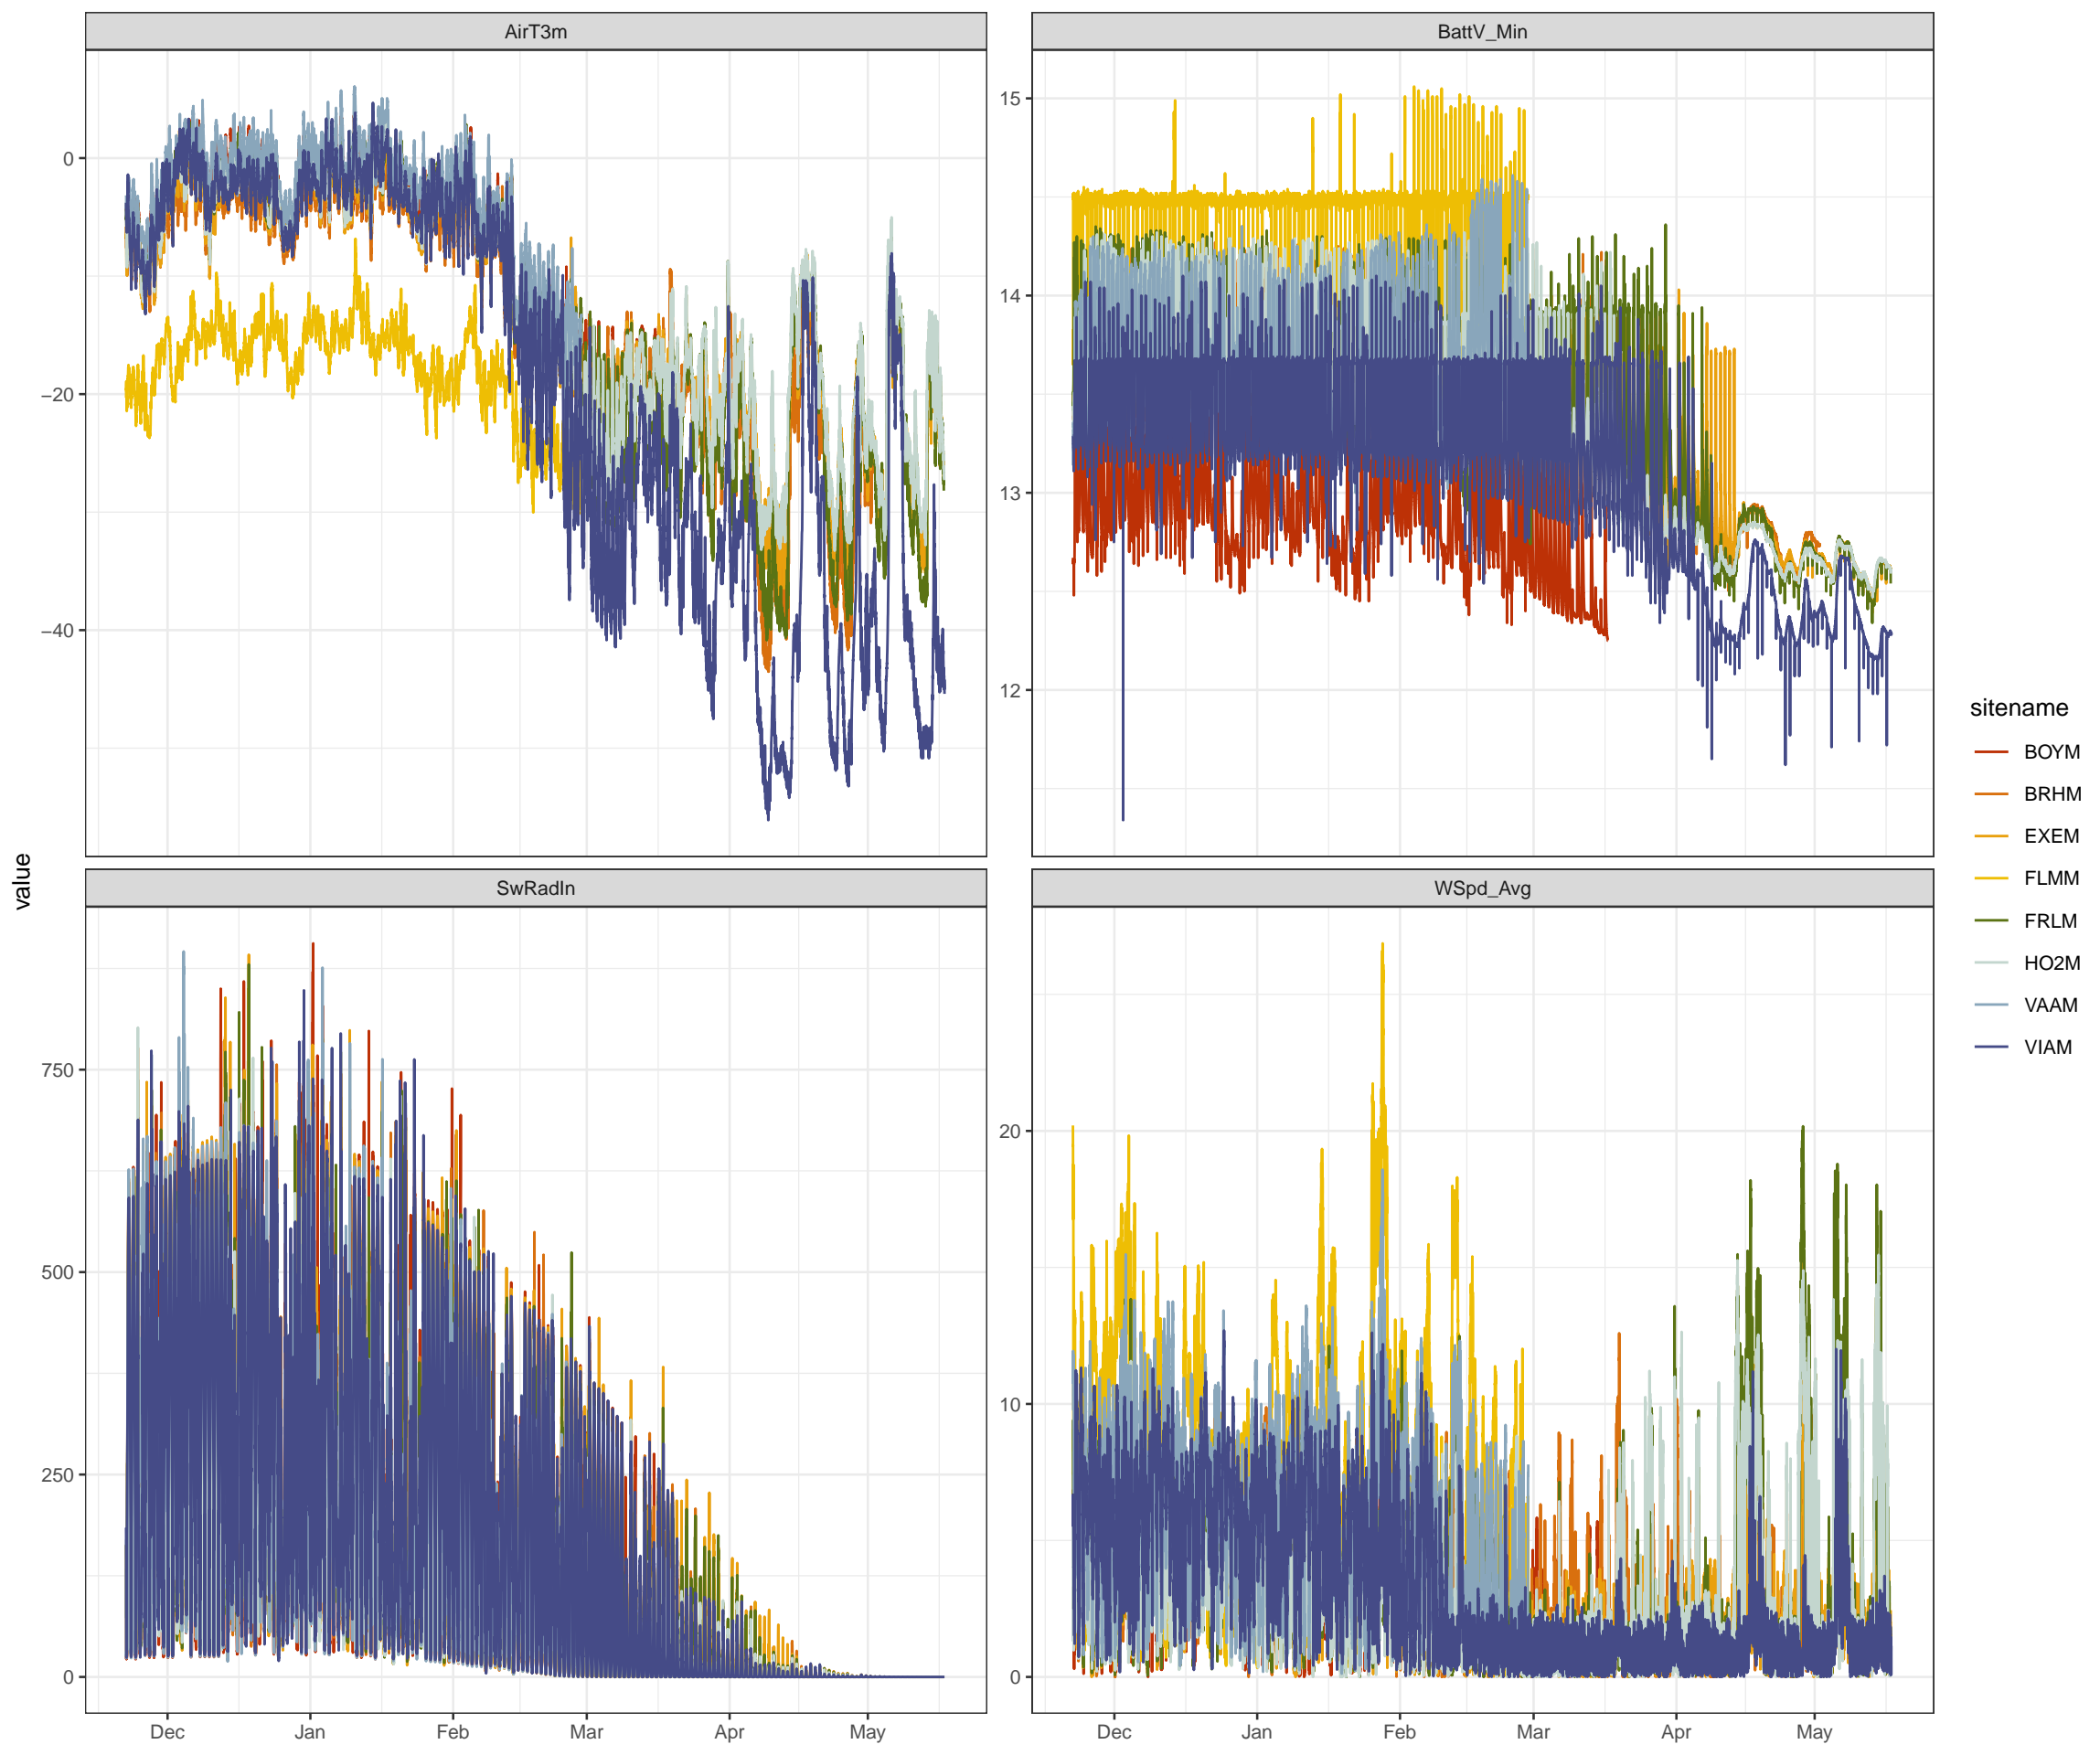 AirT3m
BattV_Min
0
−20
−40
15
14
13
12
SwRadIn
WSpd_Avg
750
500
250
0
20
10
0
Dec Jan Feb Mar Apr May
Dec Jan Feb Mar Apr May
value
sitename
BOYM
BRHM
EXEM
FLMM
FRLM
HO2M
VAAM
VIAM